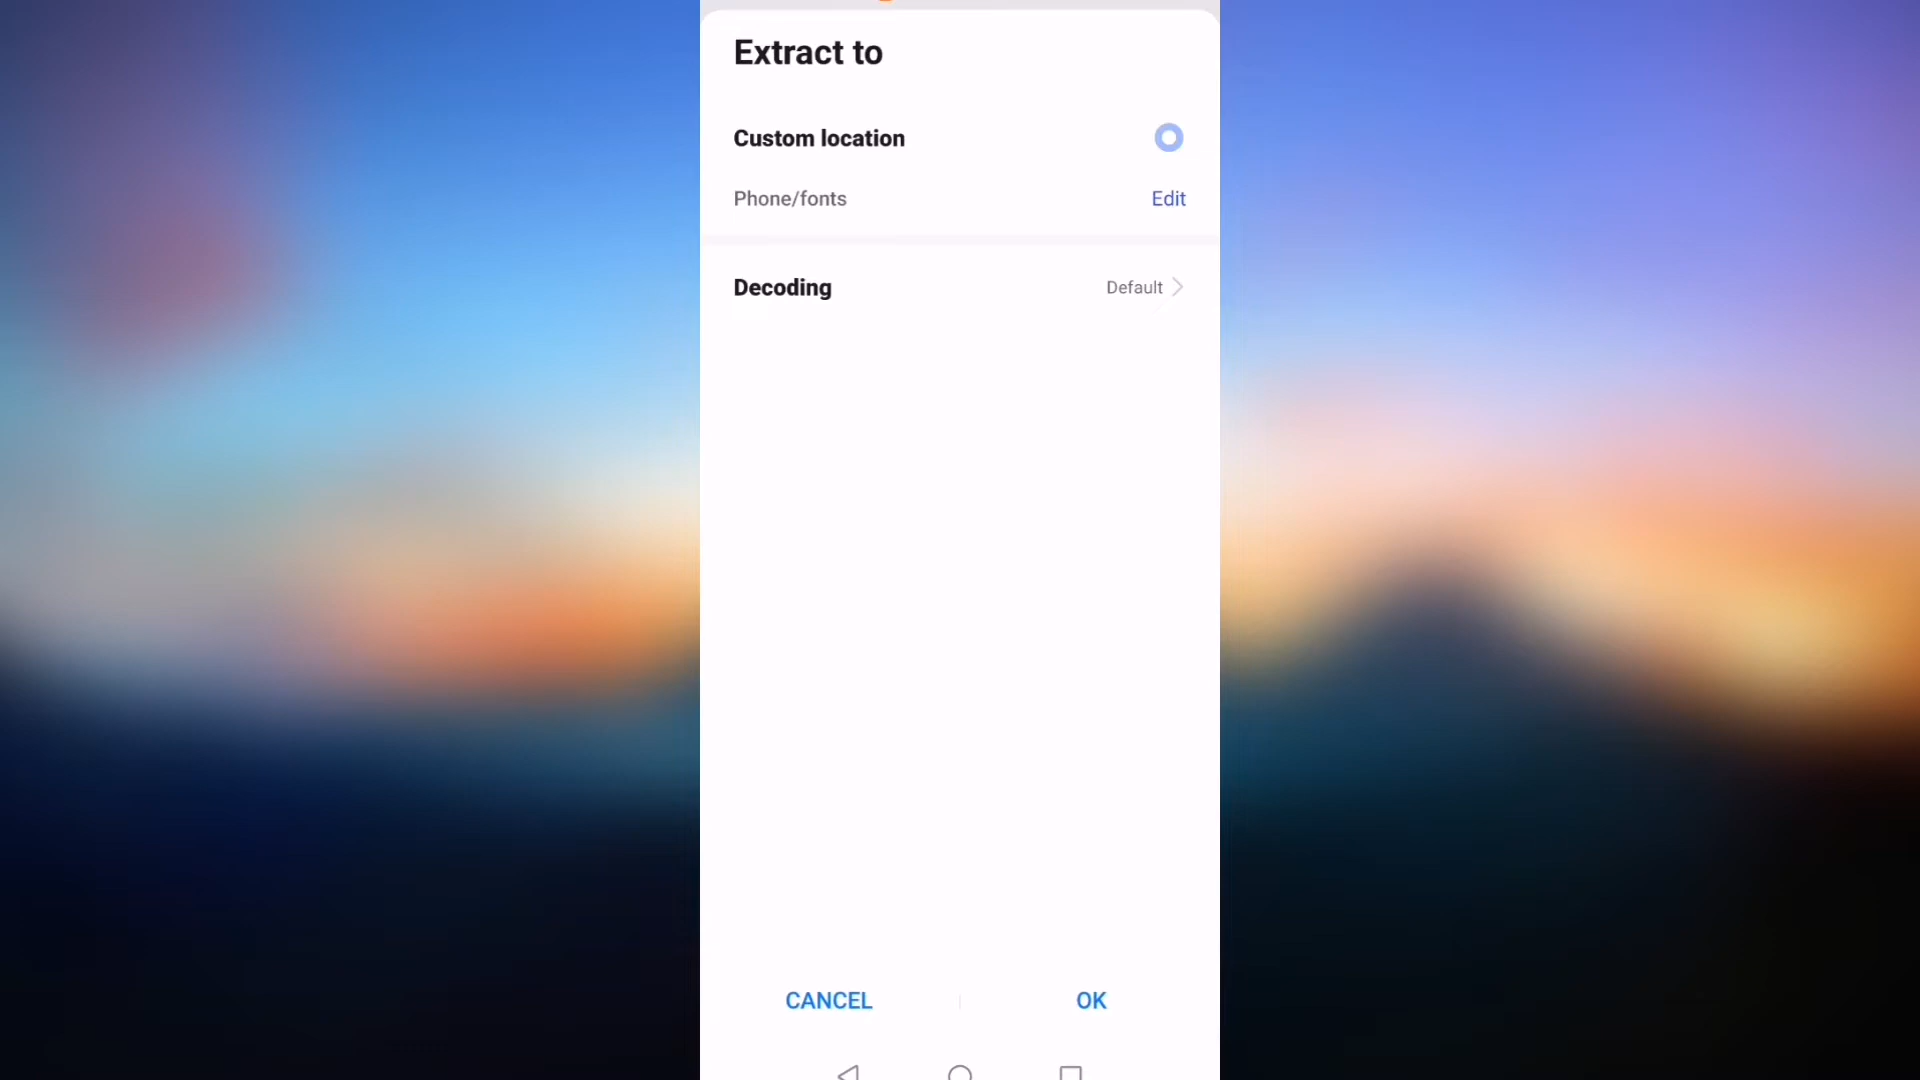 Extract to
Custom location
Phone/fonts Edit
Decoding Default
CANCEL OK